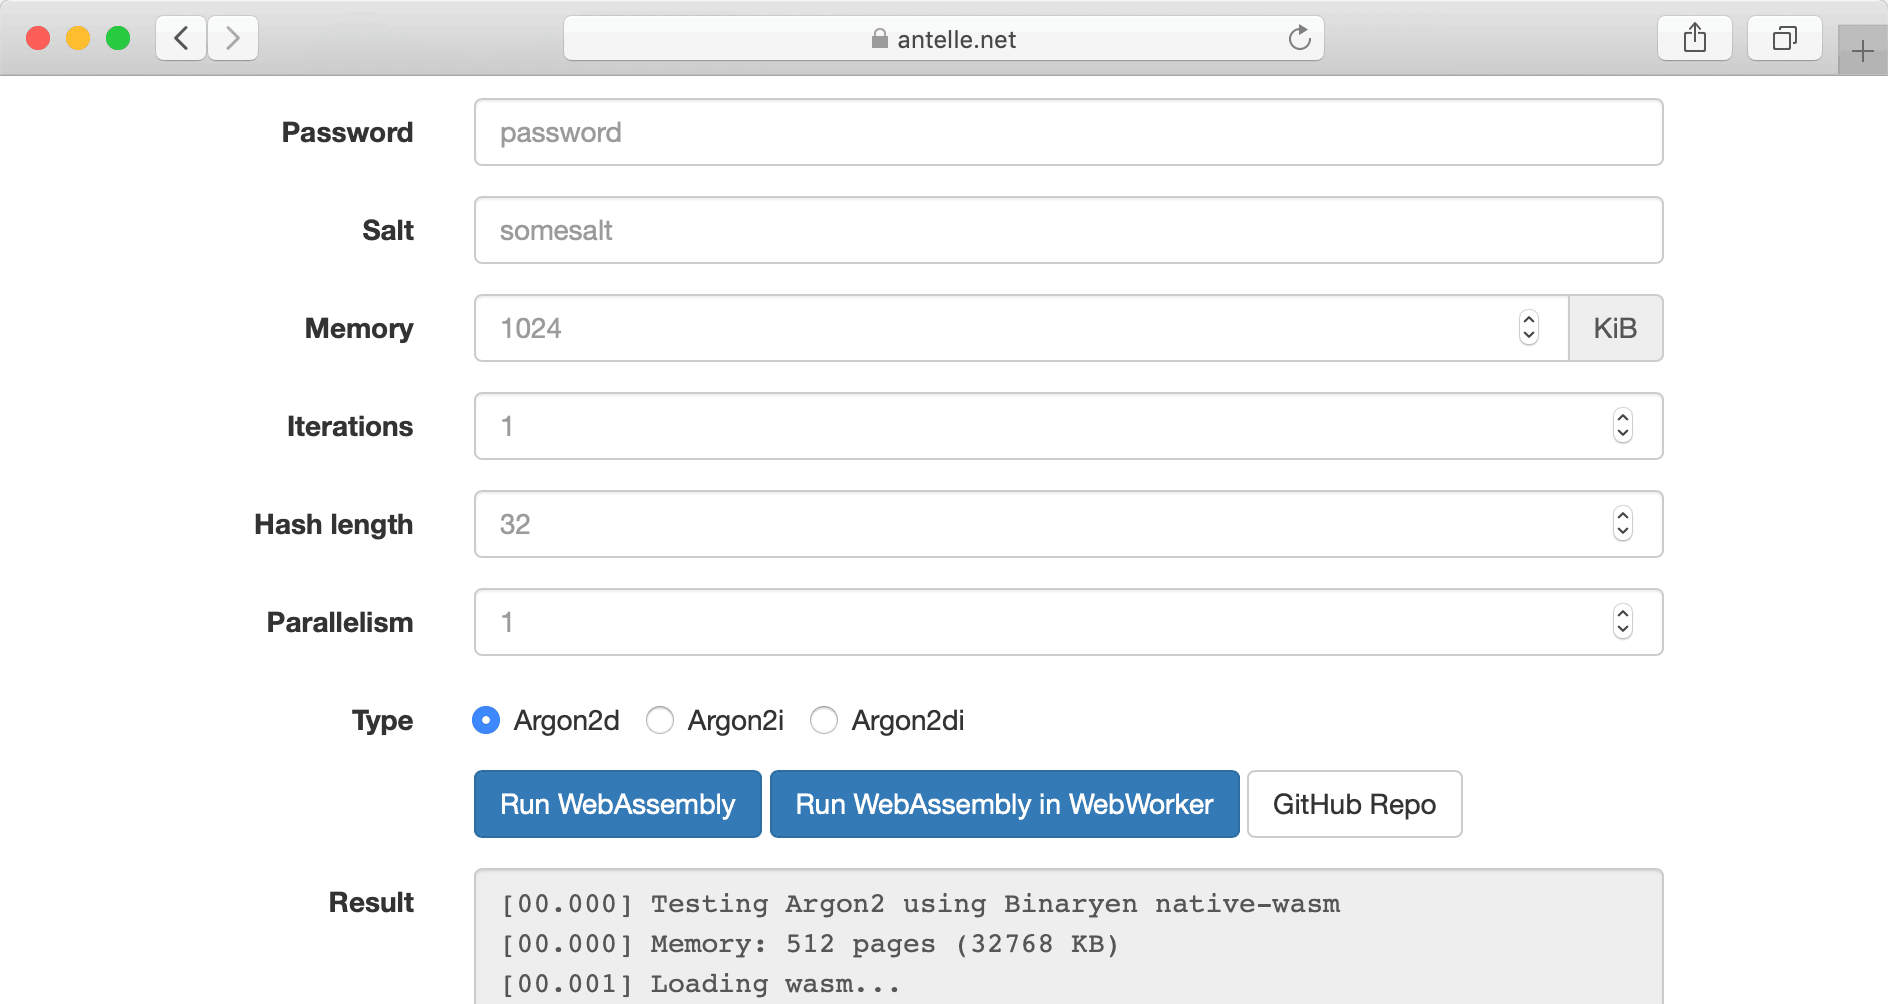 antelle.net
Password password
Salt somesalt
Memory 1024 KiB
Iterations 1
Hash length 32
Parallelism 1
Type Argon2d Argon2i Argon2di
Run WebAssembly Run WebAssembly in WebWorker GitHub Repo
Result [00.000] Testing Argon2 using Binaryen native-wasm
[00.000] Memory: 512 pages (32768 KB)
[00.001] Loading wasm...